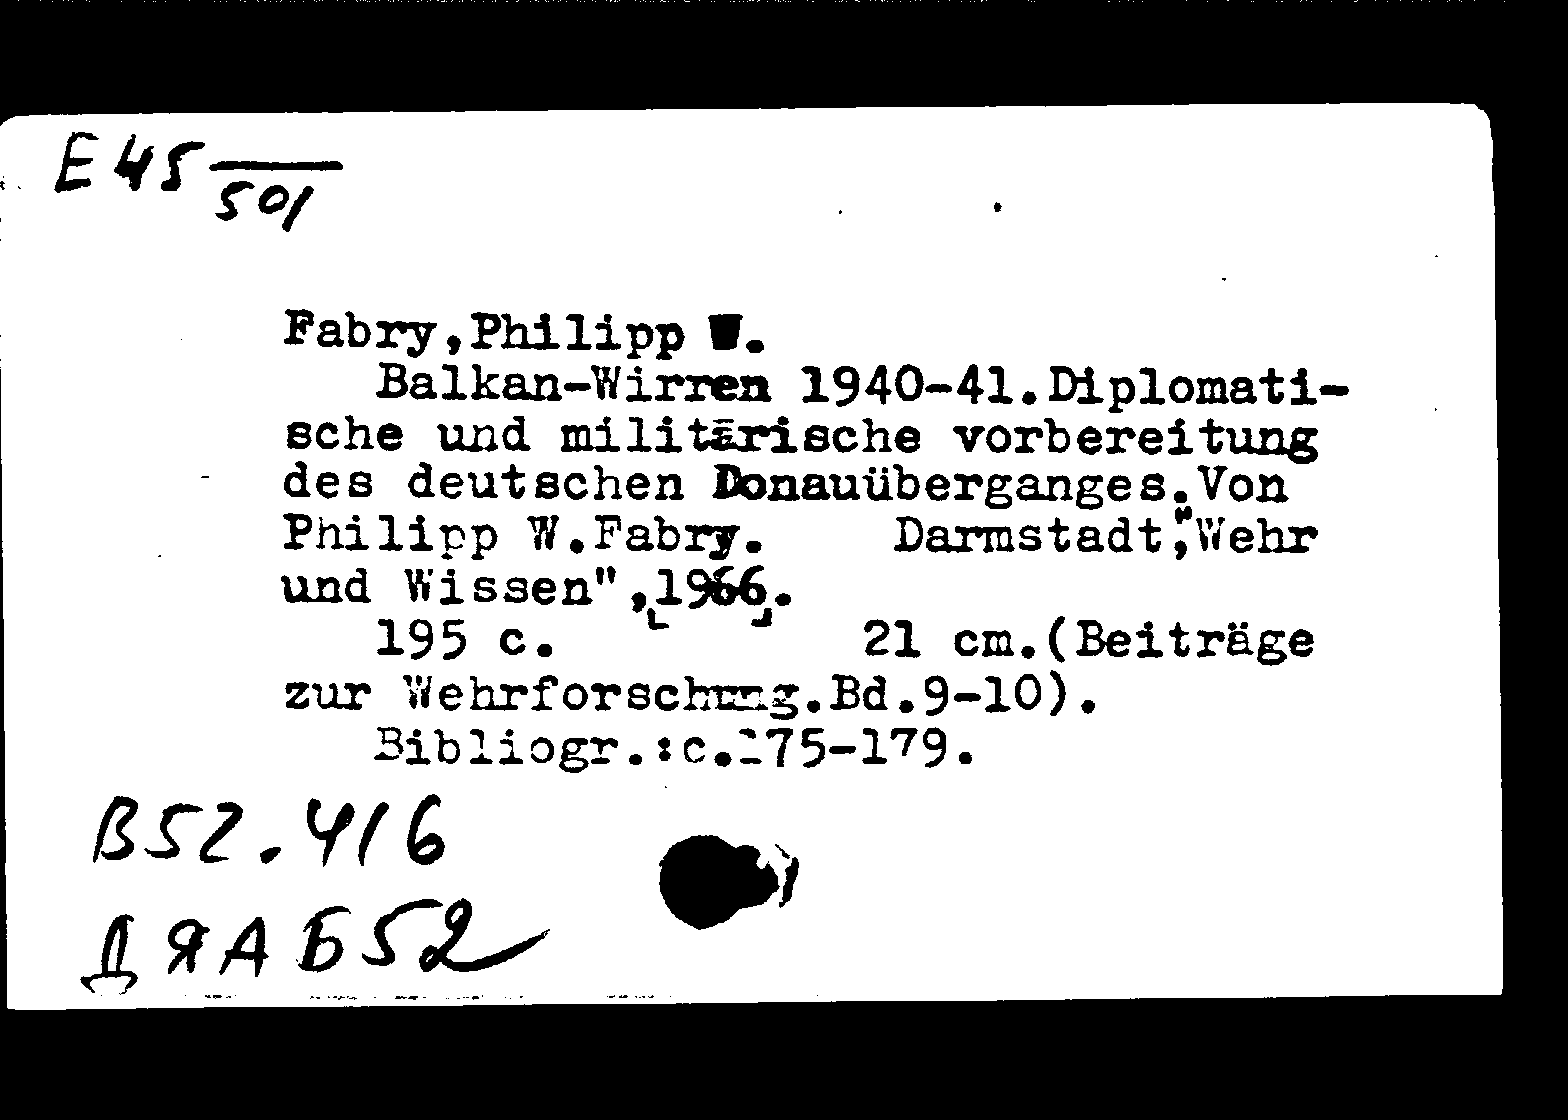 E45 —
501
Fabry,Philipp W.
Balkan-Wirren 1940-41.Diplomati-
sche und militärische vorbereitung
des deutschen Donauüberganges.Von
Philipp W.Fabry. Darmstadt,"Wehr
und Wissen",[1966].
195 c. 21 cm.(Beiträge
zur Wehrforschung.Bd.9-10).
Bibliogr.:c.175-179.
B52.416
ДЯАБ52